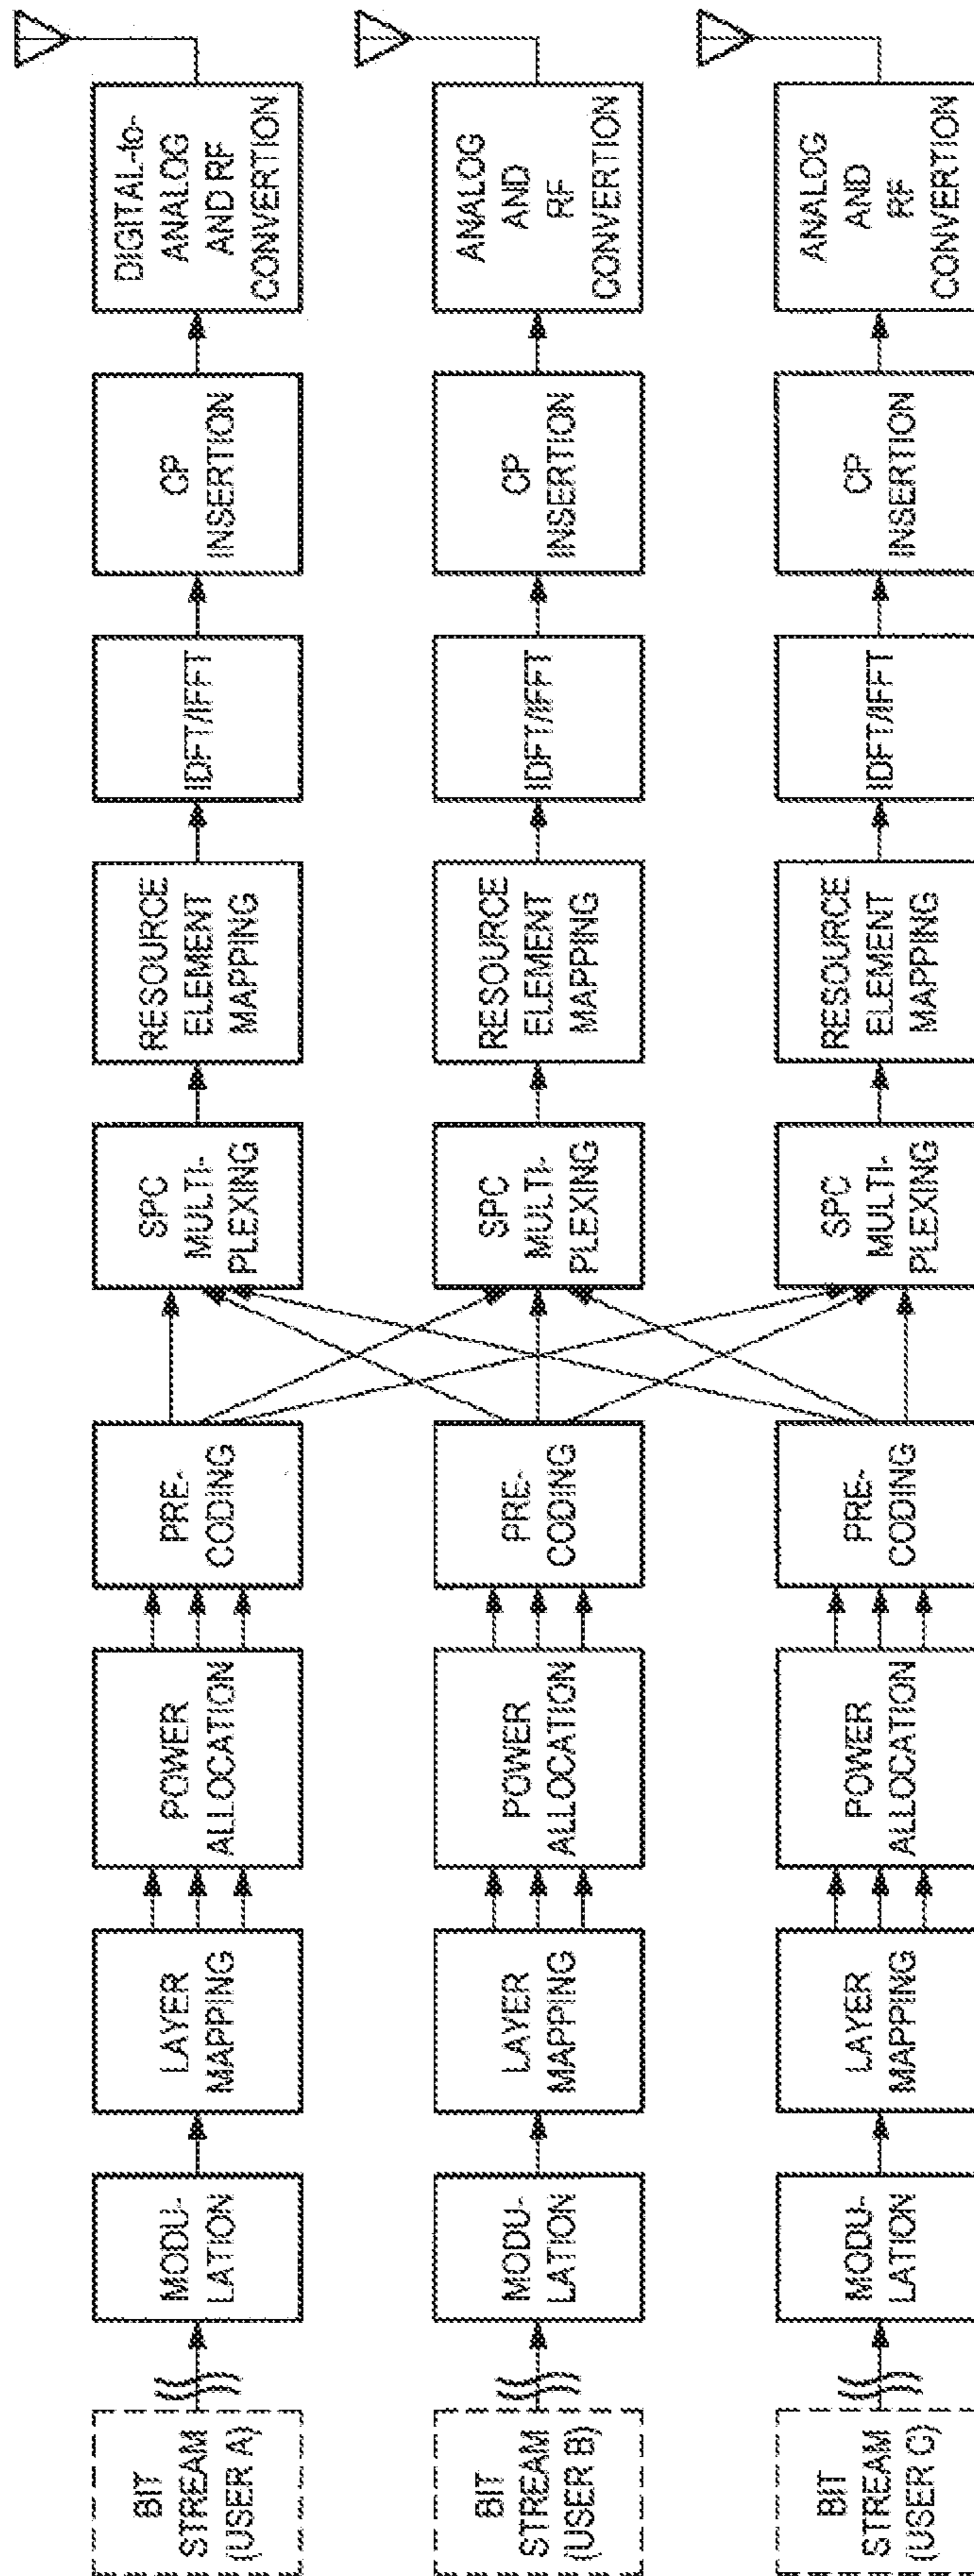 BIT
STREAM
(USER A)
MODU-
LATION
LAYER
MAPPING
POWER
ALLOCATION
PRE-
CODING
SPC
MULTI-
PLEXING
RESOURCE
ELEMENT
MAPPING
IDFT/IFFT
CP
INSERTION
DIGITAL-to-
ANALOG
AND RF
CONVERTION
BIT
STREAM
(USER B)
MODU-
LATION
LAYER
MAPPING
POWER
ALLOCATION
PRE-
CODING
SPC
MULTI-
PLEXING
RESOURCE
ELEMENT
MAPPING
IDFT/IFFT
CP
INSERTION
ANALOG
AND
RF
CONVERTION
BIT
STREAM
(USER C)
MODU-
LATION
LAYER
MAPPING
POWER
ALLOCATION
PRE-
CODING
SPC
MULTI-
PLEXING
RESOURCE
ELEMENT
MAPPING
IDFT/IFFT
CP
INSERTION
ANALOG
AND
RF
CONVERTION